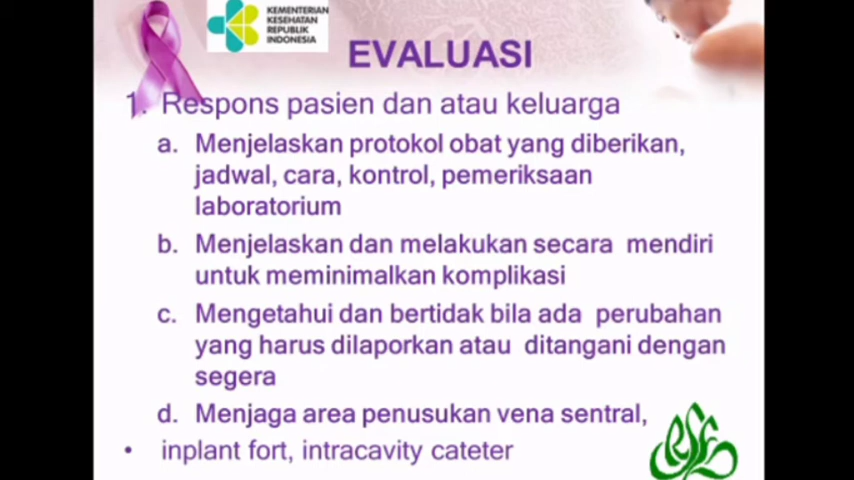 KEMENTERIAN
KESEHATAN
REPUBLIK
INDONESIA
EVALUASI
1. Respons pasien dan atau keluarga
a. Menjelaskan protokol obat yang diberikan,
jadwal, cara, kontrol, pemeriksaan
laboratorium
b. Menjelaskan dan melakukan secara mendiri
untuk meminimalkan komplikasi
c. Mengetahui dan bertidak bila ada perubahan
yang harus dilaporkan atau ditangani dengan
segera
d. Menjaga area penusukan vena sentral,
• inplant fort, intracavity cateter